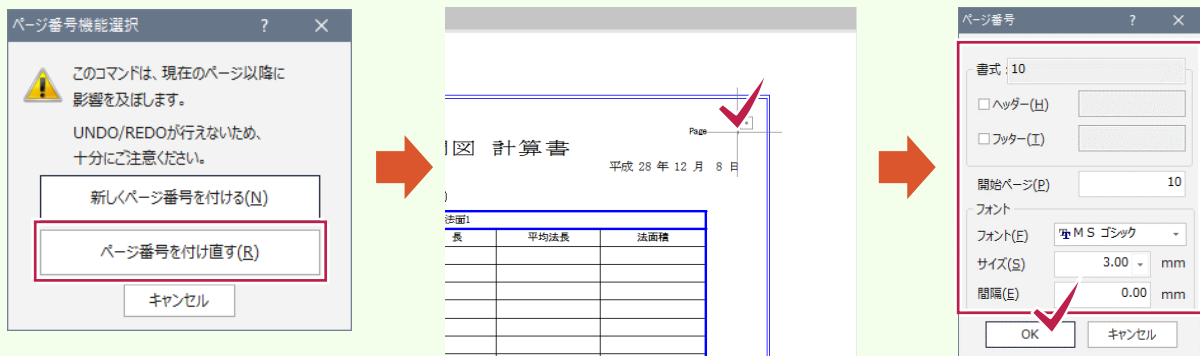 ページ番号機能選択 ? ×
このコマンドは、現在のページ以降に
影響を及ぼします。
UNDO/REDOが行えないため、
十分にご注意ください。
新しくページ番号を付ける(N)
ページ番号を付け直す(R)
キャンセル
Page
図 計算書
平成 28 年 12 月 8 日
)
法面1
長 平均法長 法面積
ページ番号 ? ×
書式:10
ヘッダー(H)
フッター(T)
開始ページ(P) 10
フォント
フォント(F) MS ゴシック
サイズ(S) 3.00 mm
間隔(E) 0.00 mm
OK キャンセル